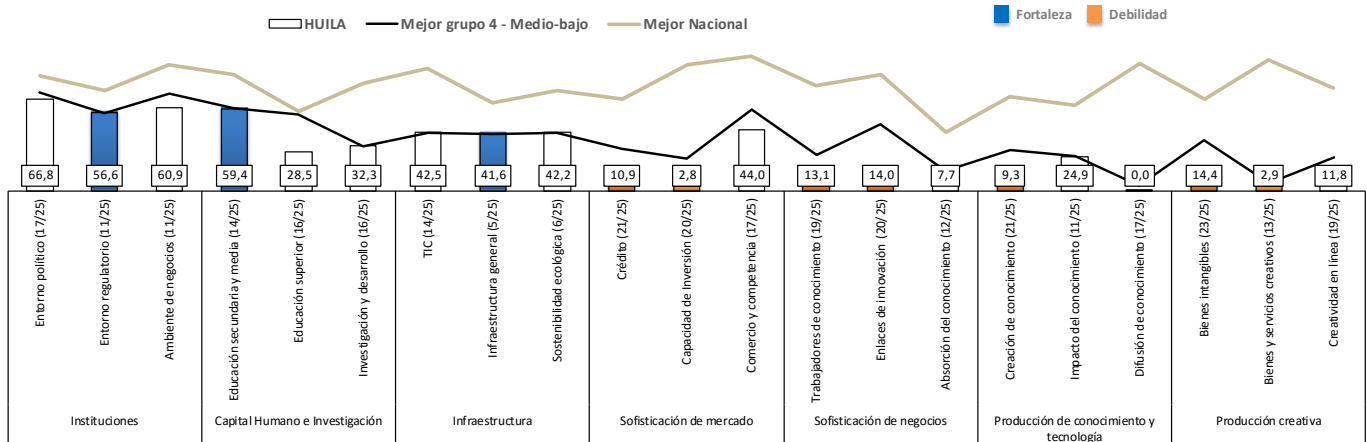 HUILA
Mejor grupo 4 - Medio-bajo
Mejor Nacional
Fortaleza
Debilidad
66,8
56,6
60,9
59,4
28,5
32,3
42,5
41,6
42,2
10,9
2,8
44,0
13,1
14,0
7,7
9,3
24,9
0,0
14,4
2,9
11,8
Entorno político (17/25)
Entorno regulatorio (11/25)
Ambiente de negocios (11/25)
Educación secundaria y media (14/25)
Educación superior (16/25)
Investigación y desarrollo (16/25)
TIC (14/25)
Infraestructura general (5/25)
Sostenibilidad ecológica (6/25)
Crédito (21/25)
Capacidad de Inversión (20/25)
Comercio y competencia (17/25)
Trabajadores de conocimiento (19/25)
Enlaces de innovación (20/25)
Absorción del conocimiento (12/25)
Creación de conocimiento (21/25)
Impacto del conocimiento (11/25)
Difusión de conocimiento (17/25)
Bienes intangibles (23/25)
Bienes y servicios creativos (13/25)
Creatividad en línea (19/25)
Instituciones
Capital Humano e Investigación
Infraestructura
Sofisticación de mercado
Sofisticación de negocios
Producción de conocimiento y
tecnología
Producción creativa